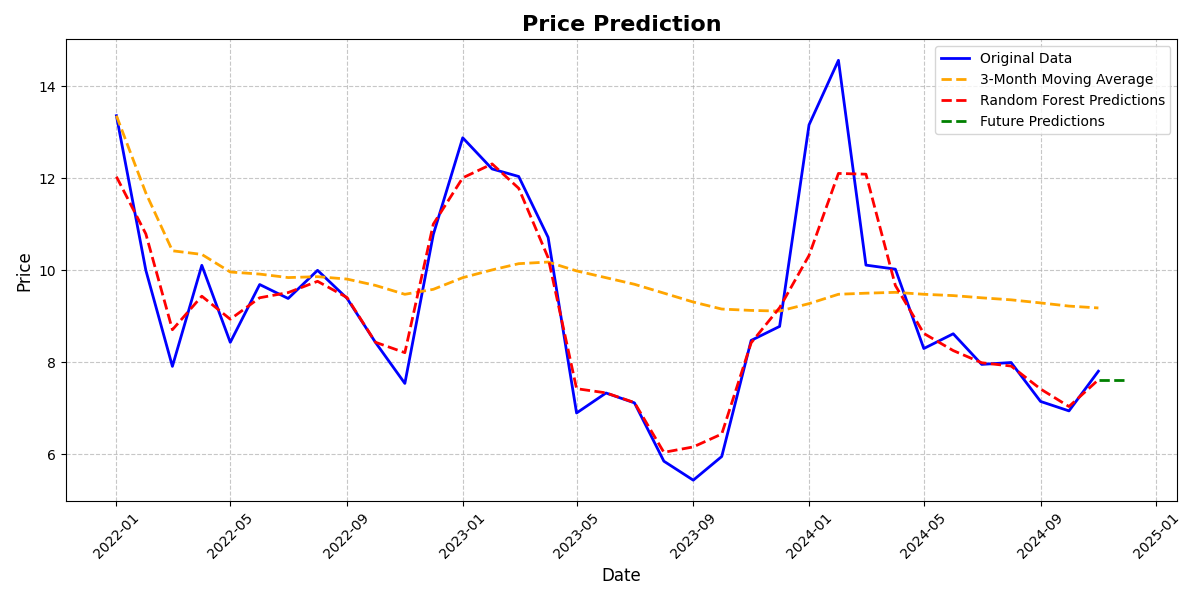 Price Prediction
Original Data
3-Month Moving Average
Random Forest Predictions
Future Predictions
Price
14
12
10
8
6
2022-01
2022-05
2022-09
2023-01
2023-05
2023-09
2024-01
2024-05
2024-09
2025-01
Date